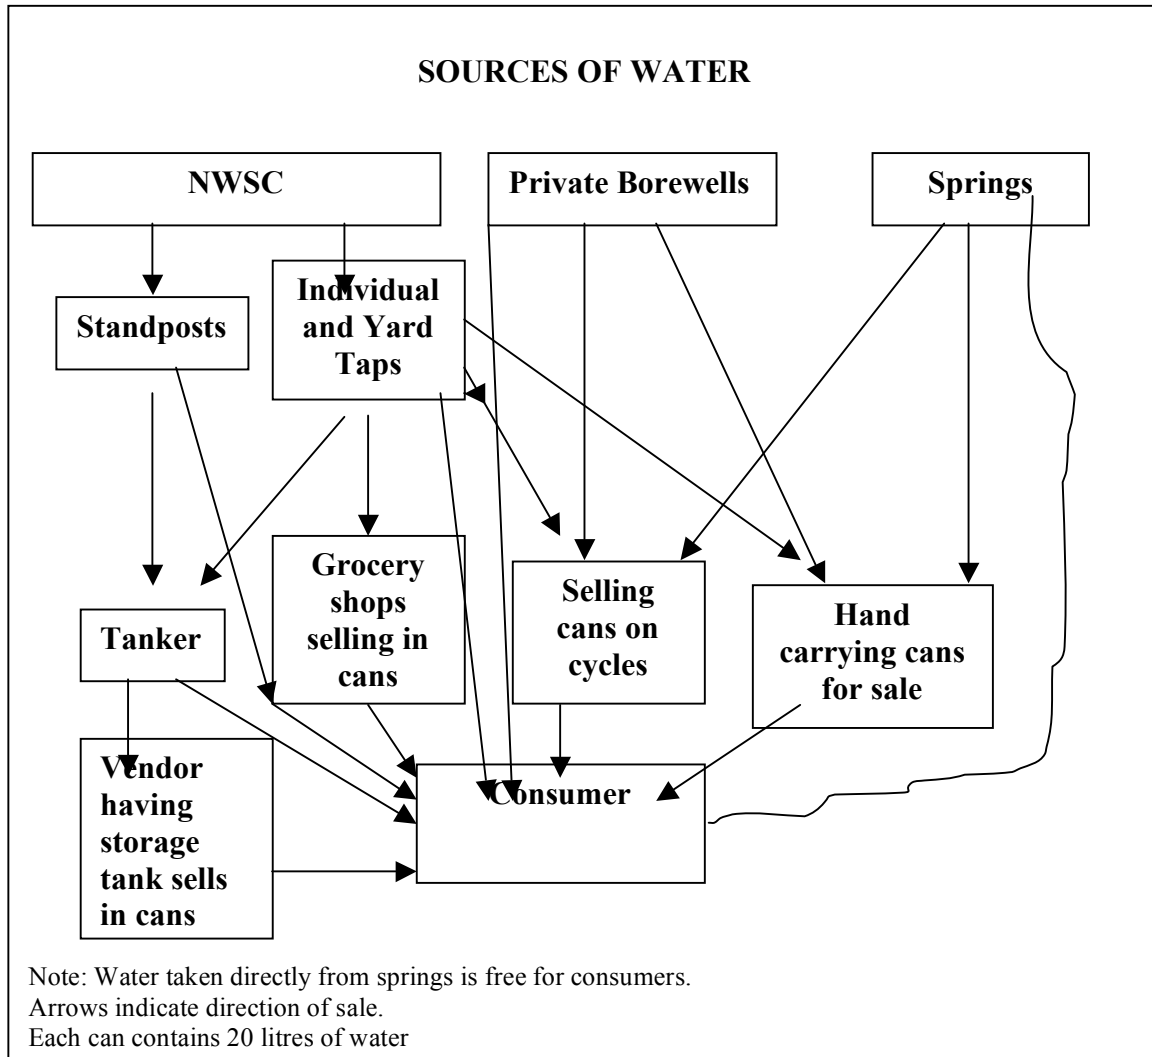 SOURCES OF WATER
NWSC
Private Borewells
Springs
Standposts
Individual
and Yard
Taps
Tanker
Grocery
shops
selling in
cans
Selling
cans on
cycles
Hand
carrying cans
for sale
Vendor
having
storage
tank sells
in cans
Consumer
Note: Water taken directly from springs is free for consumers.
Arrows indicate direction of sale.
Each can contains 20 litres of water